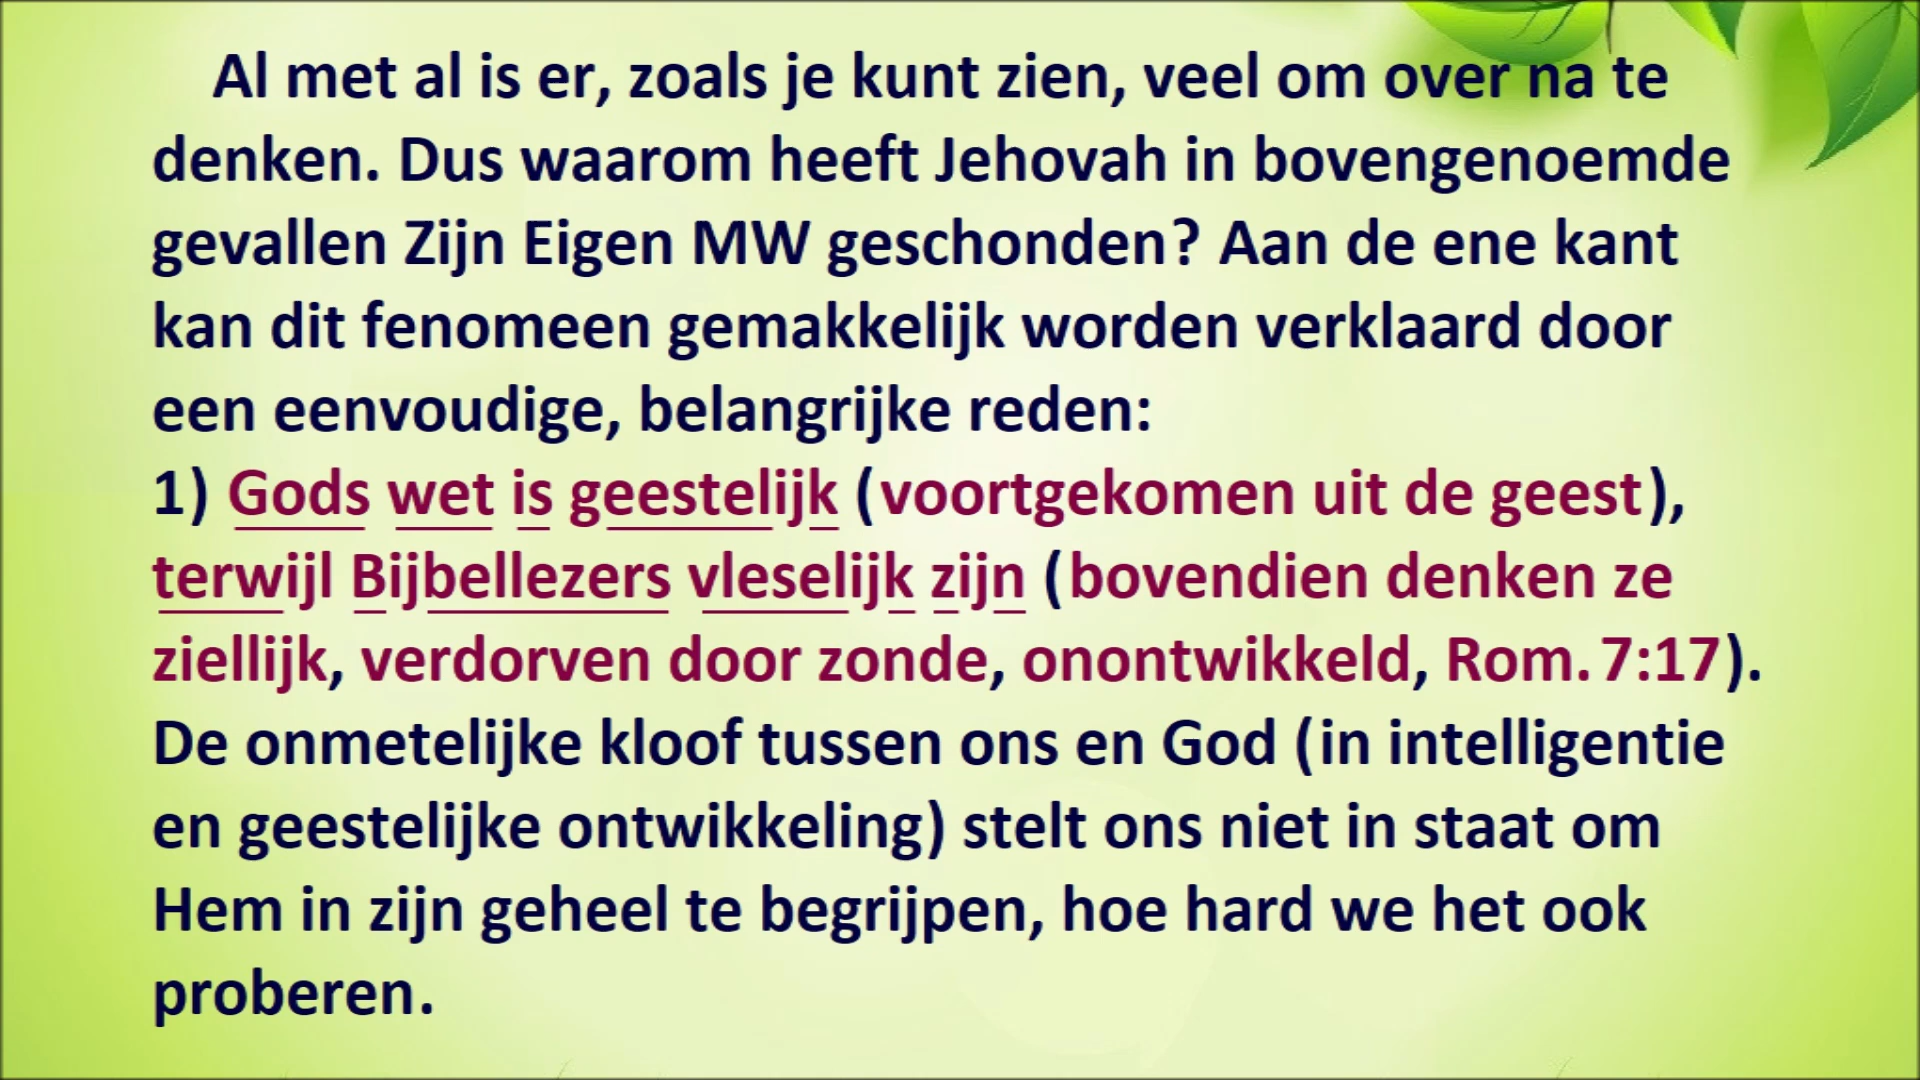 Al met al is er, zoals je kunt zien, veel om over na te
denken. Dus waarom heeft Jehovah in bovengenoemde
gevallen Zijn Eigen MW geschonden? Aan de ene kant
kan dit fenomeen gemakkelijk worden verklaard door
een eenvoudige, belangrijke reden:
1) Gods wet is geestelijk (voortgekomen uit de geest),
terwijl Bijbellezers vleselijk zijn (bovendien denken ze
ziellijk, verdorven door zonde, onontwikkeld, Rom. 7:17).
De onmetelijke kloof tussen ons en God (in intelligentie
en geestelijke ontwikkeling) stelt ons niet in staat om
Hem in zijn geheel te begrijpen, hoe hard we het ook
proberen.